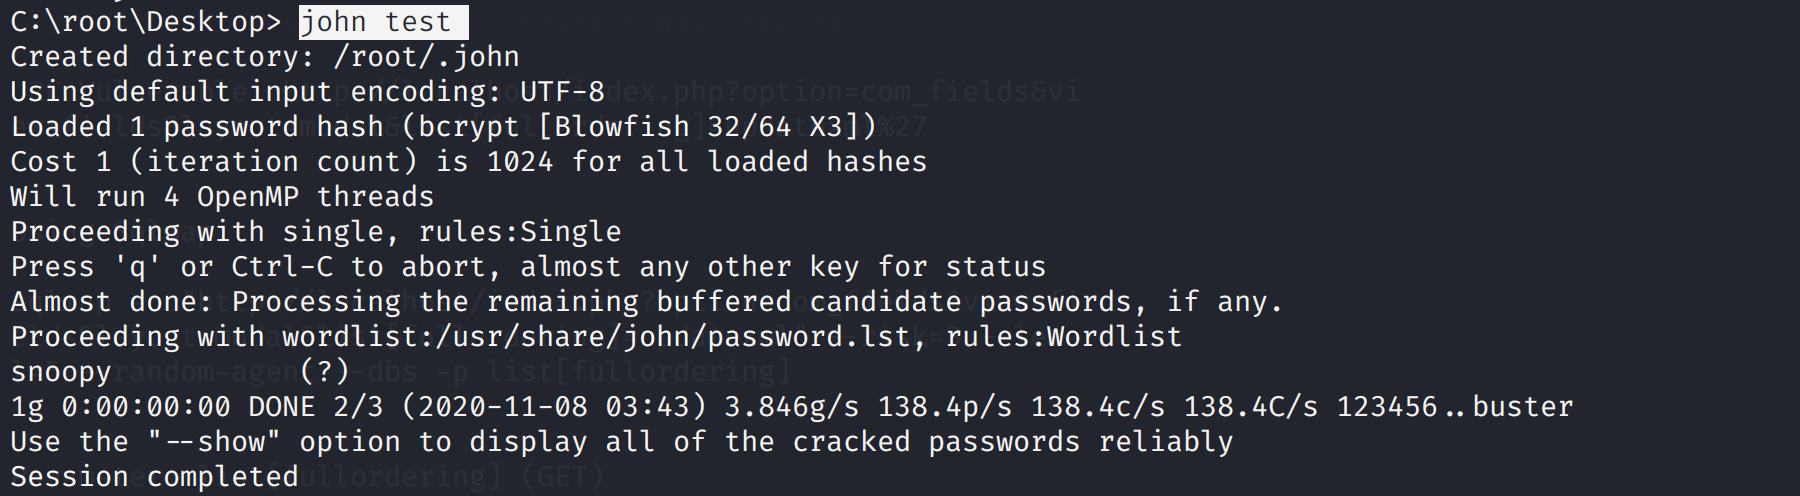 C:\root\Desktop> john test
Created directory: /root/.john
Using default input encoding: UTF-8
Loaded 1 password hash (bcrypt [Blowfish 32/64 X3])
Cost 1 (iteration count) is 1024 for all loaded hashes
Will run 4 OpenMP threads
Proceeding with single, rules:Single
Press 'q' or Ctrl-C to abort, almost any other key for status
Almost done: Processing the remaining buffered candidate passwords, if any.
Proceeding with wordlist:/usr/share/john/password.lst, rules:Wordlist
snoopy           (?)
1g 0:00:00:00 DONE 2/3 (2020-11-08 03:43) 3.846g/s 138.4p/s 138.4c/s 138.4C/s 123456..buster
Use the "--show" option to display all of the cracked passwords reliably
Session completed